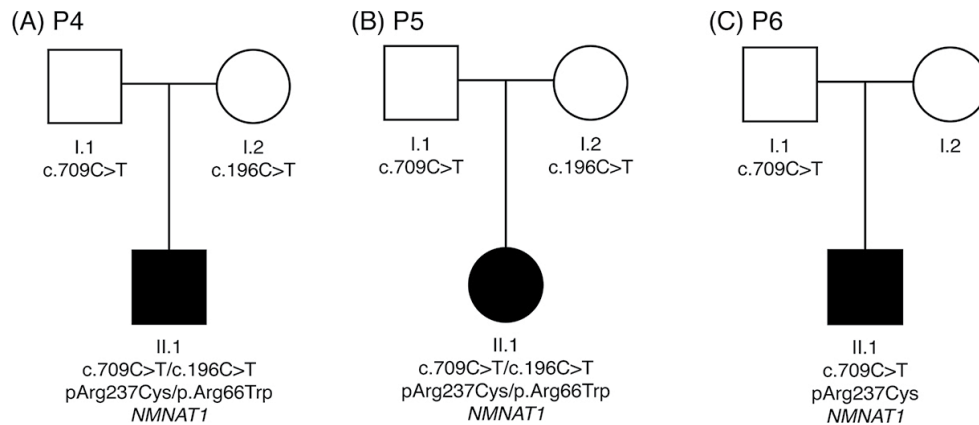 (A) P4
I.1
c.709C>T
I.2
c.196C>T
II.1
c.709C>T/c.196C>T
pArg237Cys/p.Arg66Trp
NMNAT1
(B) P5
I.1
c.709C>T
I.2
c.196C>T
II.1
c.709C>T/c.196C>T
pArg237Cys/p.Arg66Trp
NMNAT1
(C) P6
I.1
c.709C>T
I.2
II.1
c.709C>T
pArg237Cys
NMNAT1